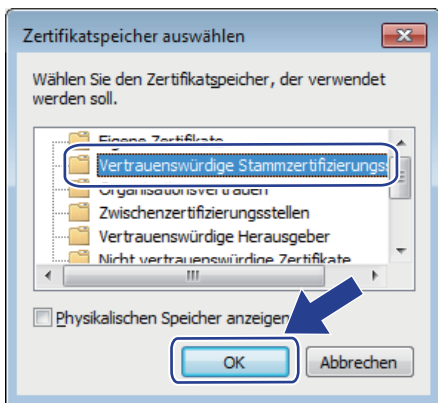 Zertifikatspeicher auswählen
Wählen Sie den Zertifikatspeicher, der verwendet
werden soll.
Eigene Zertifikate
Vertrauenswürdige Stammzertifizierungss
Organisationsvertrauen
Zwischenzertifizierungsstellen
Vertrauenswürdige Herausgeber
Nicht vertrauenswürdige Zertifikate
Physikalischen Speicher anzeigen
OK
Abbrechen